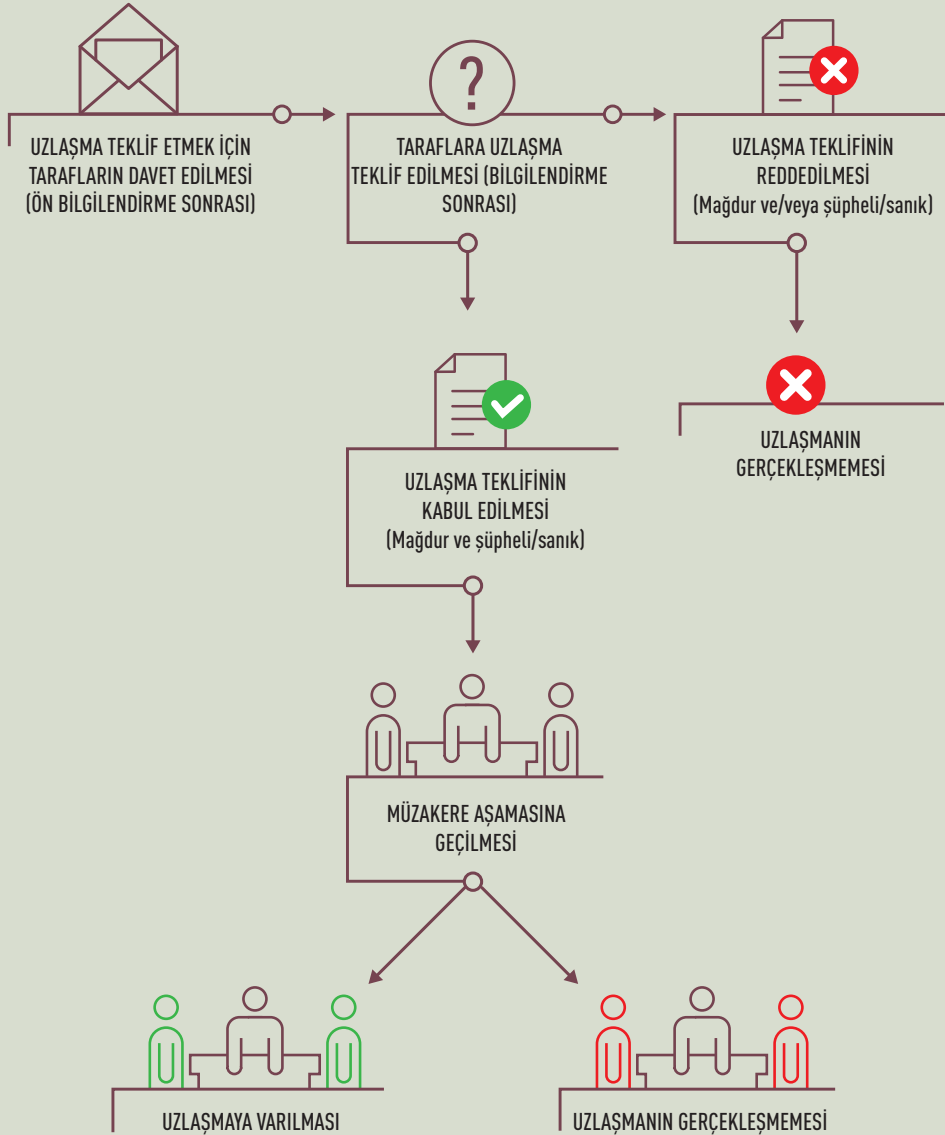 UZLAŞMA TEKLİF ETMEK İÇİN
TARAFLARIN DAVET EDİLMESİ
(ÖN BİLGİLENDİRME SONRASI)
?
TARAFLARA UZLAŞMA
TEKLİF EDİLMESİ (BİLGİLENDİRME
SONRASI)
UZLAŞMA TEKLİFİNİN
REDDEDİLMESİ
(Mağdur ve/veya şüpheli/sanık)
UZLAŞMA TEKLİFİNİN
KABUL EDİLMESİ
(Mağdur ve şüpheli/sanık)
UZLAŞMANIN
GERÇEKLEŞMEMESİ
MÜZAKERE AŞAMASINA
GEÇİLMESİ
UZLAŞMAYA VARILMASI
UZLAŞMANIN GERÇEKLEŞMEMESİ